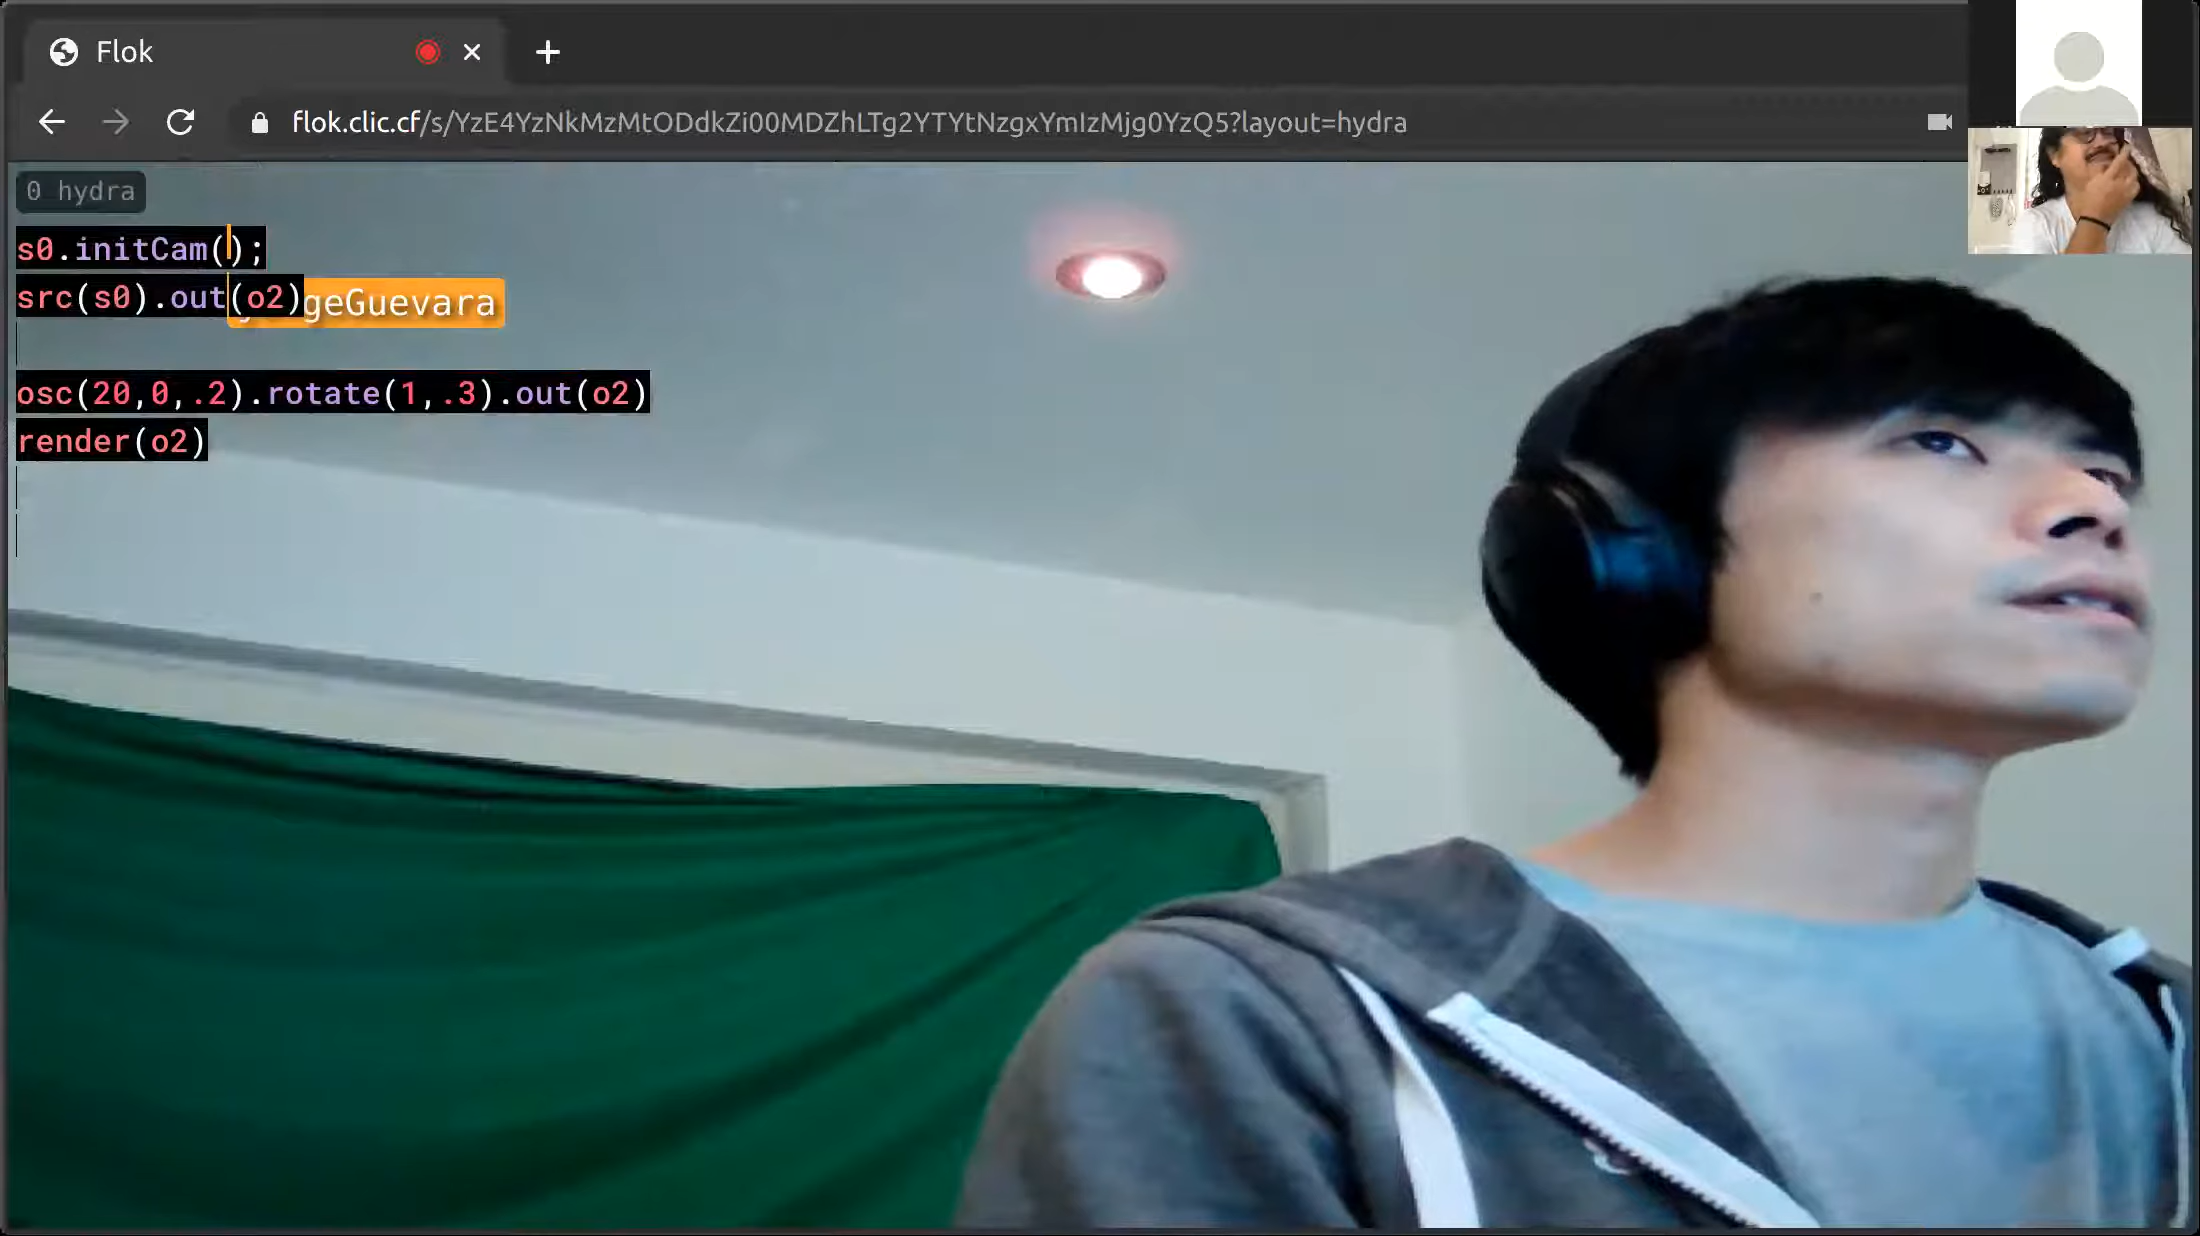 Flok
flok.clic.cf/s/YzE4YzNkMzMtODdkZi00MDZhLTg2YTYtNzgxYmIzMjg0YzQ5?layout=hydra
0 hydra
s0.initCam();
src(s0).out(o2)
geGuevara
osc(20,0,.2).rotate(1,.3).out(o2)
render(o2)